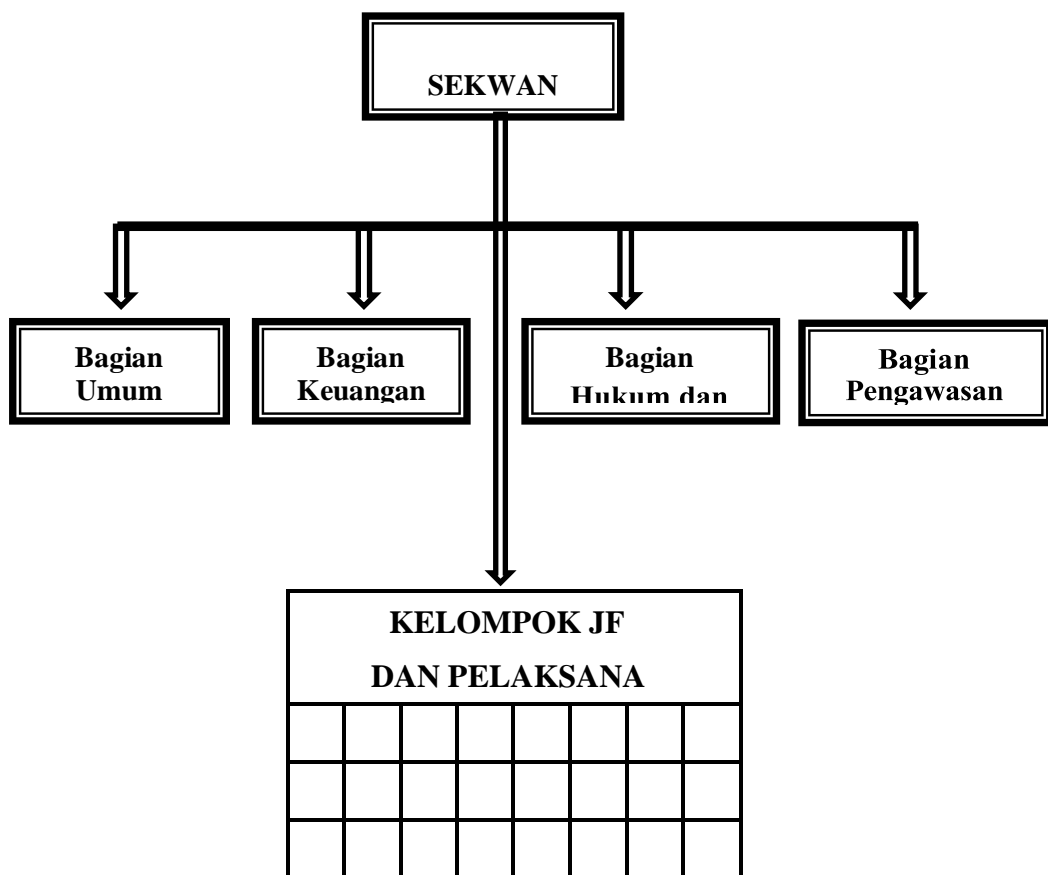 SEKWAN
Bagian
Umum
Bagian
Keuangan
Bagian
Hukum dan
Bagian
Pengawasan
KELOMPOK JF
DAN PELAKSANA